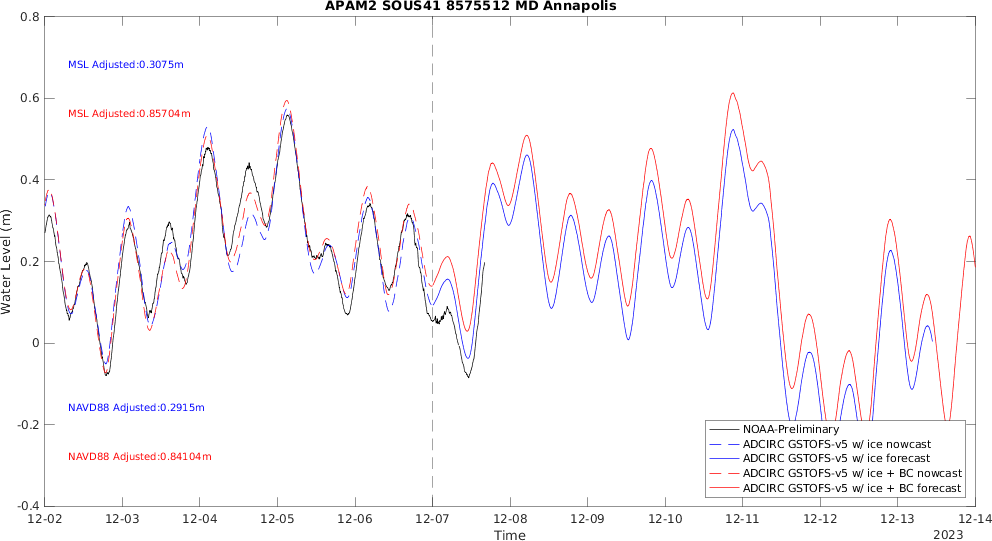 APAM2 SOUS41 8575512 MD Annapolis
0.8
0.6
0.4
0.2
0
-0.2
-0.4
Water Level (m)
MSL Adjusted:0.3075m
MSL Adjusted:0.85704m
NAVD88 Adjusted:0.2915m
NAVD88 Adjusted:0.84104m
NOAA-Preliminary
ADCIRC GSTOFS-v5 w/ ice nowcast
ADCIRC GSTOFS-v5 w/ ice forecast
ADCIRC GSTOFS-v5 w/ ice + BC nowcast
ADCIRC GSTOFS-v5 w/ ice + BC forecast
12-02 12-03 12-04 12-05 12-06 12-07 12-08 12-09 12-10 12-11 12-12 12-13 12-14
Time
2023